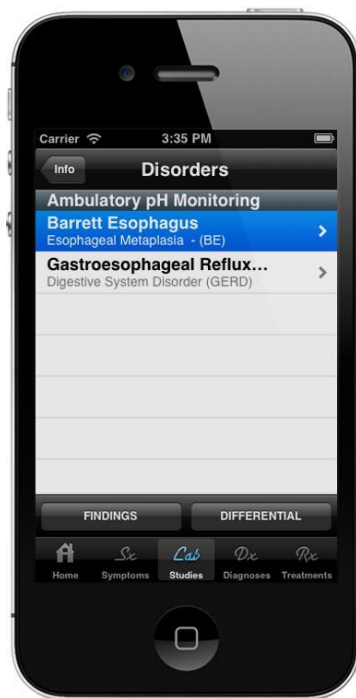 Carrier 3:35 PM
Info Disorders
Ambulatory pH Monitoring
Barrett Esophagus
Esophageal Metaplasia - (BE)
Gastroesophageal Reflux...
Digestive System Disorder (GERD)
FINDINGS DIFFERENTIAL
Sx Lab Dx Rx
Home Symptoms Studies Diagnoses Treatments